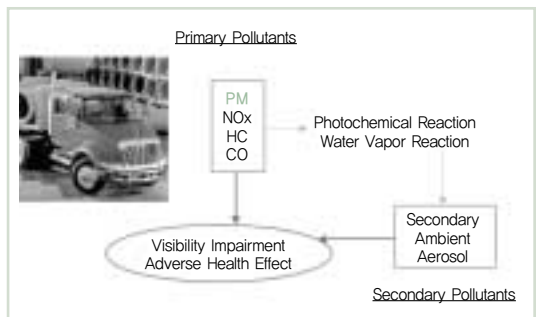 Primary Pollutants
PM
NOx
HC
CO
Photochemical Reaction
Water Vapor Reaction
Secondary
Ambient
Aerosol
Visibility Impairment
Adverse Health Effect
Secondary Pollutants